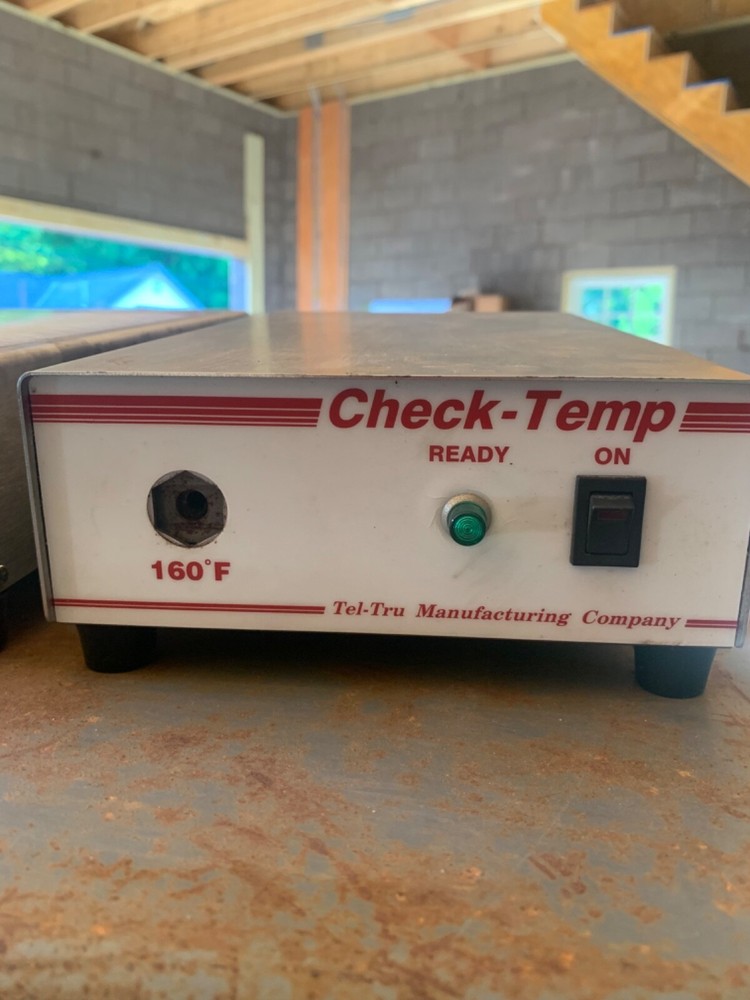 Check-Temp
READY
ON
160°F
Tel-Tru Manufacturing Company